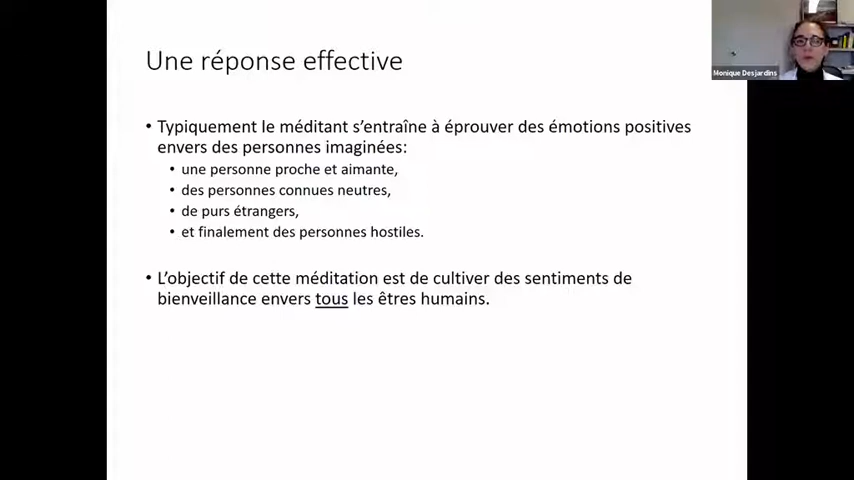 Une réponse effective
Monique Desjardins
• Typiquement le méditant s’entraîne à éprouver des émotions positives
envers des personnes imaginées:
• une personne proche et aimante,
• des personnes connues neutres,
• de purs étrangers,
• et finalement des personnes hostiles.
• L’objectif de cette méditation est de cultiver des sentiments de
bienveillance envers tous les êtres humains.